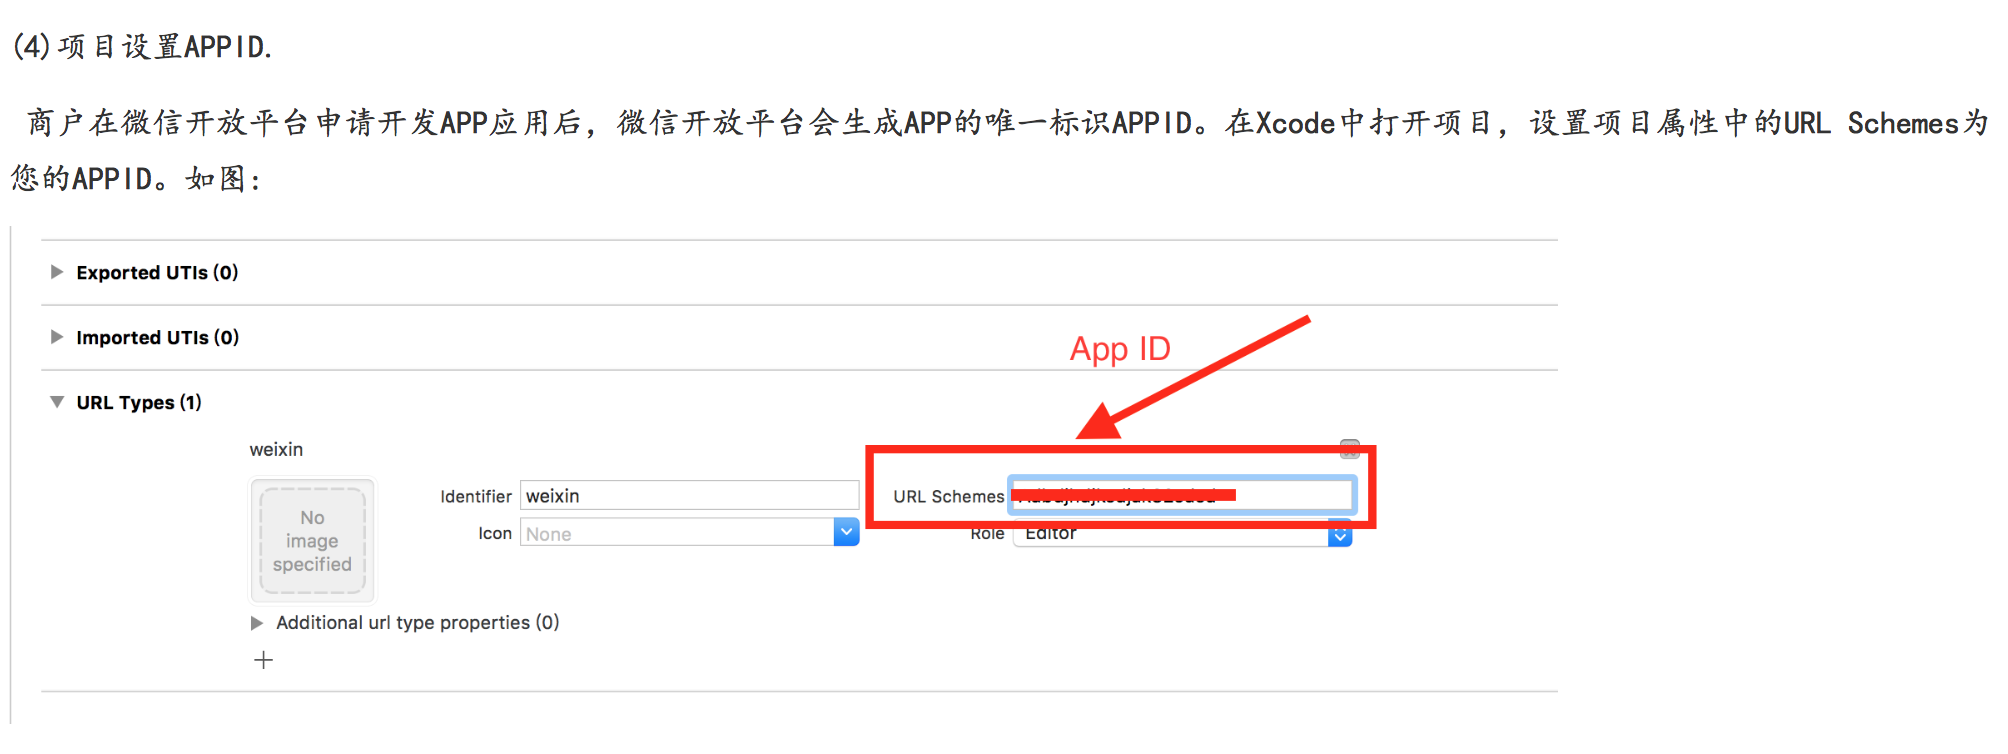 (4)项目设置APPID.
商户在微信开放平台申请开发APP应用后，微信开放平台会生成APP的唯一标识APPID。在Xcode中打开项目，设置项目属性中的URL Schemes为
您的APPID。如图：
Exported UTIs (0)
Imported UTIs (0)
App ID
URL Types (1)
weixin
No
image
specified
Identifier weixin URL Schemes
Icon None Role Editor
Additional url type properties (0)